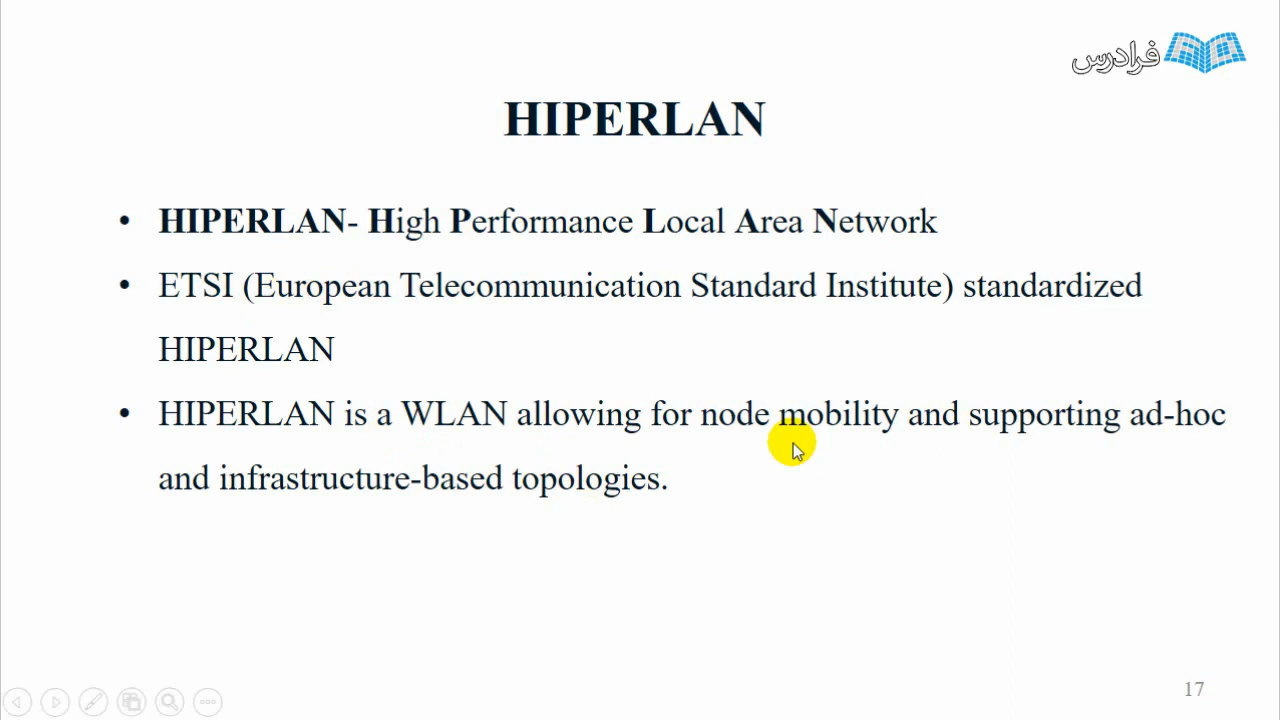 فرادرس
HIPERLAN
• HIPERLAN- High Performance Local Area Network
• ETSI (European Telecommunication Standard Institute) standardized
HIPERLAN
• HIPERLAN is a WLAN allowing for node mobility and supporting ad-hoc
and infrastructure-based topologies.
17